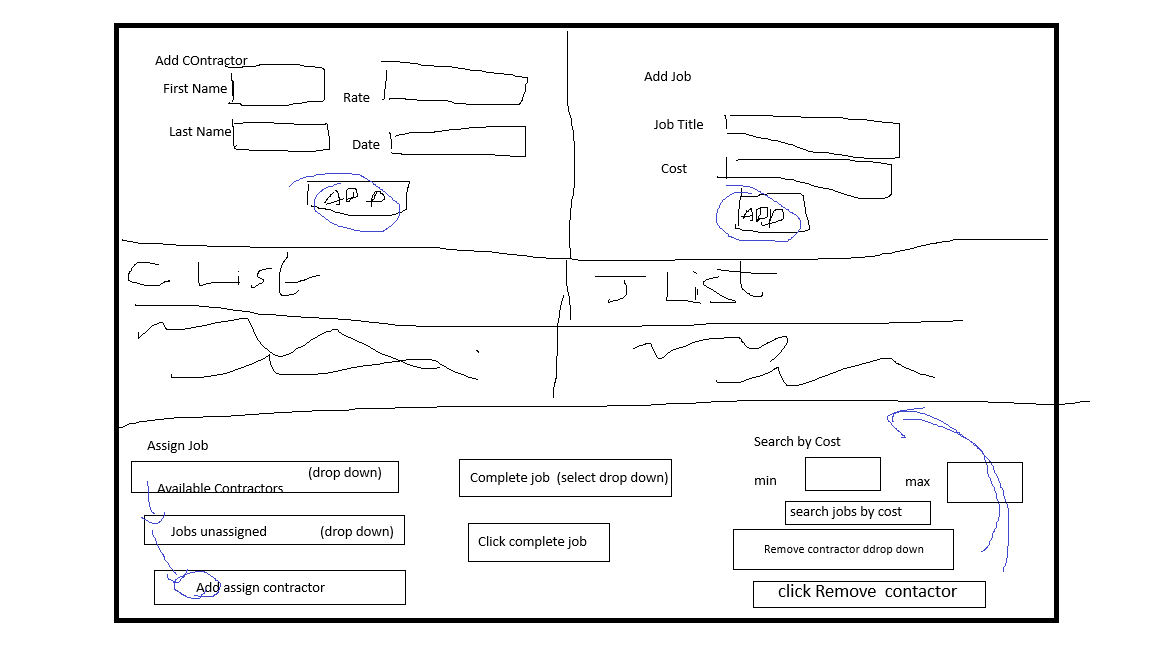 Add COntractor
First Name
Rate
Last Name
Date
ADD
Add Job
Job Title
Cost
ADD
C List
J List
Assign Job
(drop down)
Available Contractors
Jobs unassigned (drop down)
Add assign contractor
Complete job (select drop down)
Click complete job
Search by Cost
min
max
search jobs by cost
Remove contractor ddrop down
click Remove contactor